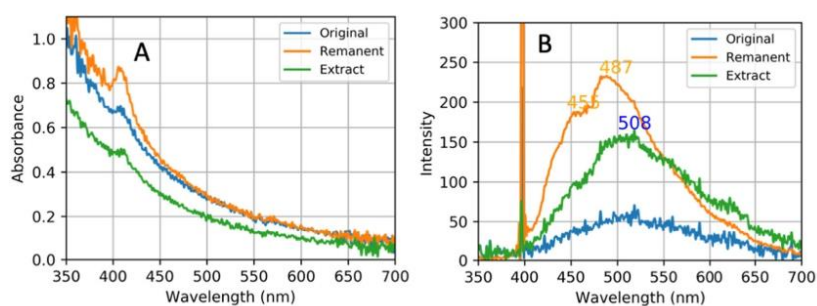 A
Original
Remanent
Extract
1.0
0.8
0.6
0.4
0.2
0.0
Absorbance
350 400 450 500 550 600 650 700
Wavelength (nm)
B
487
455
508
Original
Remanent
Extract
300
250
200
150
100
50
0
Intensity
350 400 450 500 550 600 650 700
Wavelength (nm)